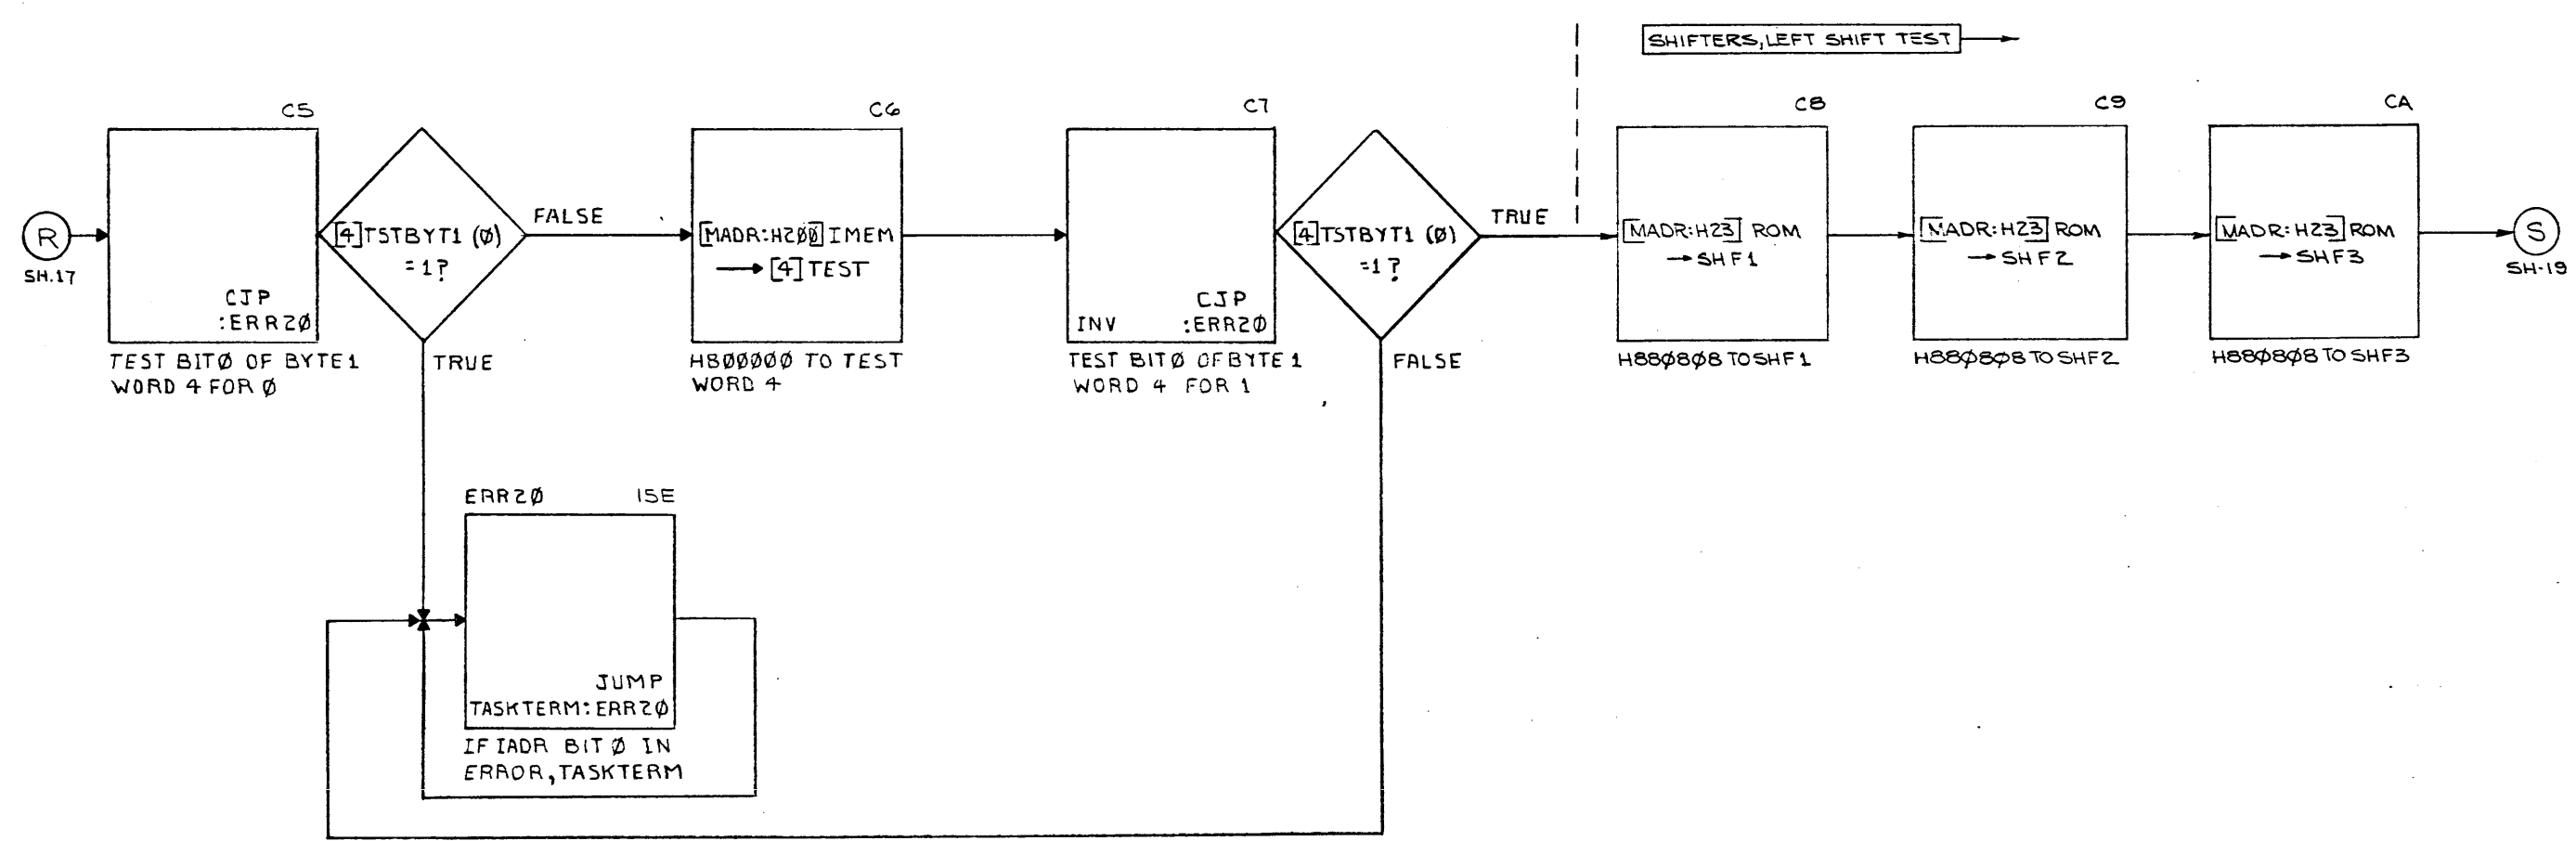 SHIFTERS, LEFT SHIFT TEST
R
SH.17
C5
CJP
:ERR2Ø
TEST BITØ OF BYTE1
WORD 4 FOR Ø
[4]TSTBYT1 (Ø)
=1?
FALSE
TRUE
C6
[MADR:H2ØØ]IMEM
→[4]TEST
H8ØØØØØ TO TEST
WORD 4
C7
INV
CJP
:ERR2Ø
TEST BITØ OF BYTE1
WORD 4 FOR 1
[4]TSTBYT1 (Ø)
=1?
TRUE
FALSE
C8
[MADR:H23] ROM
→SHF1
H88Ø8Ø8 TO SHF1
C9
[MADR:H23] ROM
→SHF2
H88Ø8Ø8 TO SHF2
CA
[MADR:H23] ROM
→SHF3
H88Ø8Ø8 TO SHF3
S
SH-19
ERR2Ø
15E
JUMP
TASKTERM:ERR2Ø
IF IADR BIT Ø IN
ERROR, TASKTERM